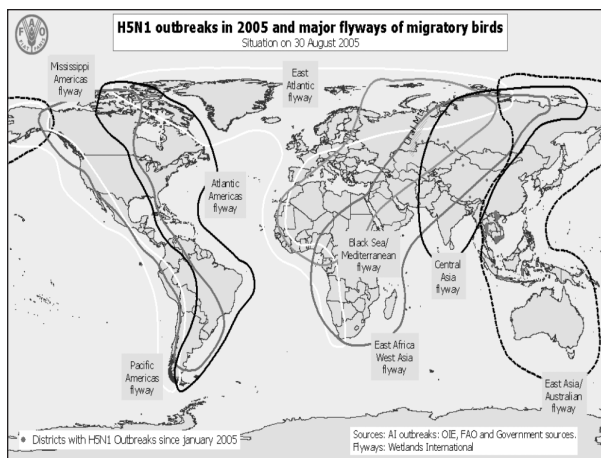 H5N1 outbreaks in 2005 and major flyways of migratory birds
Situation on 30 August 2005
FAO
Mississippi
Americas
flyway
East
Atlantic
flyway
Atlantic
Americas
flyway
Black Sea/
Mediterranean
flyway
Central
Asia
flyway
East Africa
West Asia
flyway
Pacific
Americas
flyway
East Asia/
Australian
flyway
Districts with H5N1 Outbreaks since january 2005
Sources: AI outbreaks: OIE, FAO and Government sources.
Flyways: Wetlands International